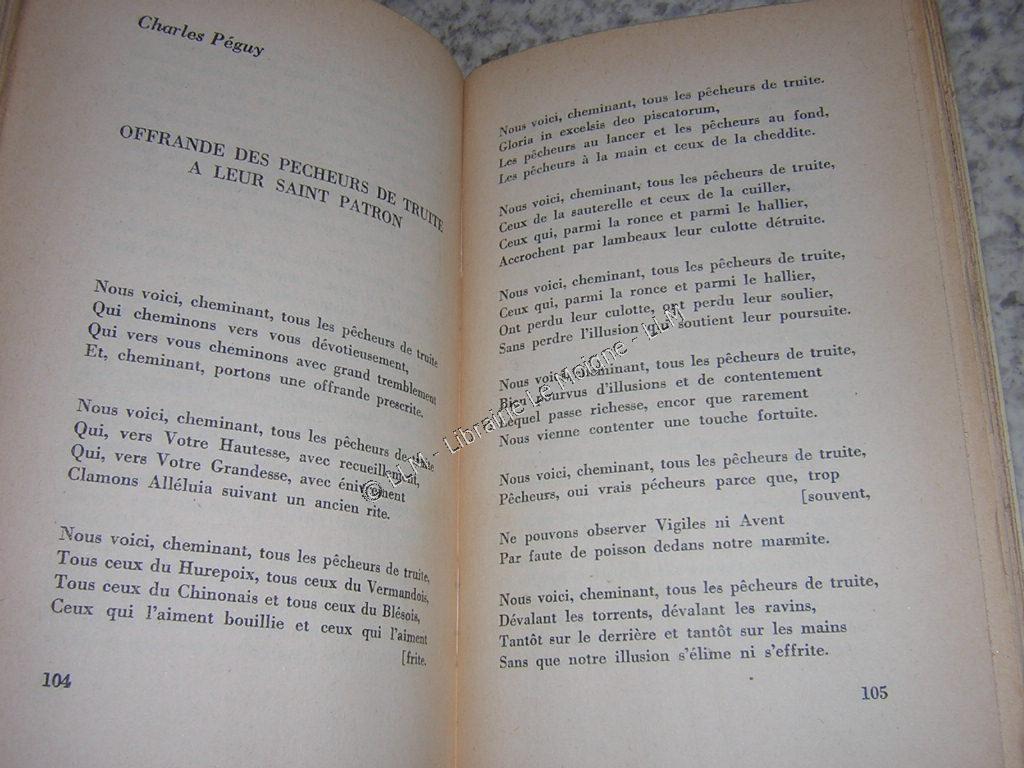 Charles Péguy
OFFRANDE DES PECHEURS DE TRUITE
A LEUR SAINT PATRON
Nous voici, cheminant, tous les pêcheurs de truite
Qui cheminons vers vous dévotieusement,
Qui vers vous cheminons avec grand tremblement
Et, cheminant, portons une offrande prescrite.
Nous voici, cheminant, tous les pêcheurs de truite
Qui, vers Votre Hautesse, avec recueillement,
Qui, vers Votre Grandesse, avec énivrement
Clamons Alléluia suivant un ancien rite.
Nous voici, cheminant, tous les pêcheurs de truite,
Tous ceux du Hurepoix, tous ceux du Vermandois,
Tous ceux du Chinonais et tous ceux du Blésois,
Ceux qui l'aiment bouillie et ceux qui l'aiment
[frite.
104
Nous voici, cheminant, tous les pêcheurs de truite.
Gloria in excelsis deo piscatorum,
Les pêcheurs au lancer et les pêcheurs au fond,
Les pêcheurs à la main et ceux de la cheddite.
Nous voici, cheminant, tous les pêcheurs de truite,
Ceux de la sauterelle et ceux de la cuiller,
Ceux qui, parmi la ronce et parmi le hallier,
Accrochent par lambeaux leur culotte détruite.
Nous voici, cheminant, tous les pêcheurs de truite,
Ceux qui, parmi la ronce et parmi le hallier,
Ont perdu leur culotte, ont perdu leur soulier,
Sans perdre l'illusion qui soutient leur poursuite.
Nous voici, cheminant, tous les pêcheurs de truite,
Bien pourvus d'illusions et de contentement
Lequel passe richesse, encor que rarement
Nous vienne contenter une touche fortuite.
Nous voici, cheminant, tous les pêcheurs de truite,
Pêcheurs, oui vrais pécheurs parce que, trop
[souvent,
Ne pouvons observer Vigiles ni Avent
Par faute de poisson dedans notre marmite.
Nous voici, cheminant, tous les pêcheurs de truite,
Dévalant les torrents, dévalant les ravins,
Tantôt sur le derrière et tantôt sur les mains
Sans que notre illusion s'élime ni s'effrite.
105
© LLM - Librairie Le Moigne - LLM